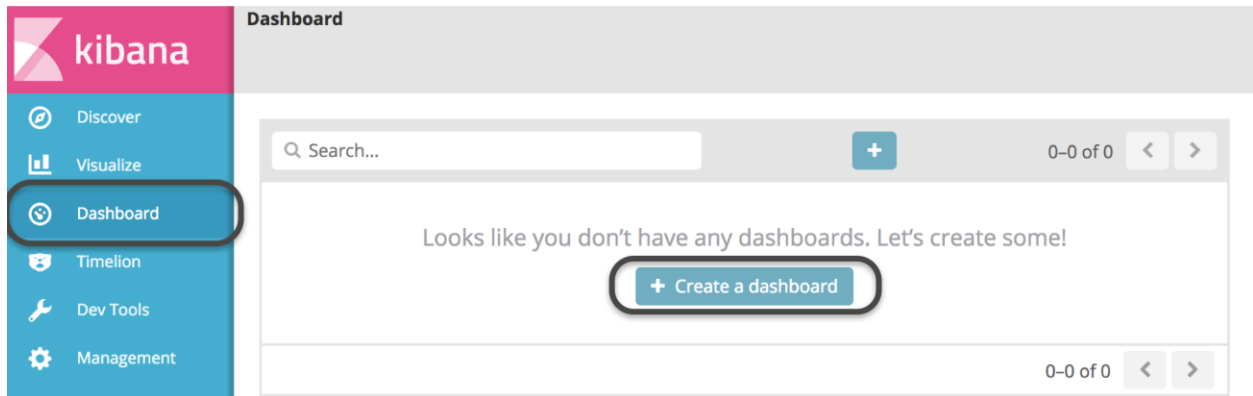 kibana
Discover
Visualize
Dashboard
Timelion
Dev Tools
Management
Dashboard
Search...
+
0–0 of 0
Looks like you don’t have any dashboards. Let’s create some!
+ Create a dashboard
0–0 of 0